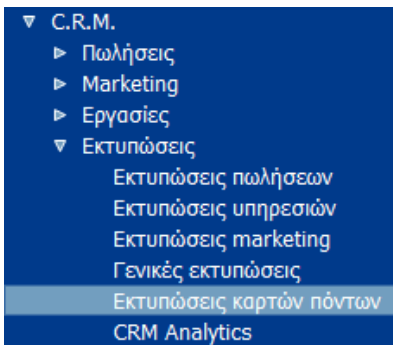 C.R.M.
Πωλήσεις
Marketing
Εργασίες
Εκτυπώσεις
Εκτυπώσεις πωλήσεων
Εκτυπώσεις υπηρεσιών
Εκτυπώσεις marketing
Γενικές εκτυπώσεις
Εκτυπώσεις καρτών πόντων
CRM Analytics